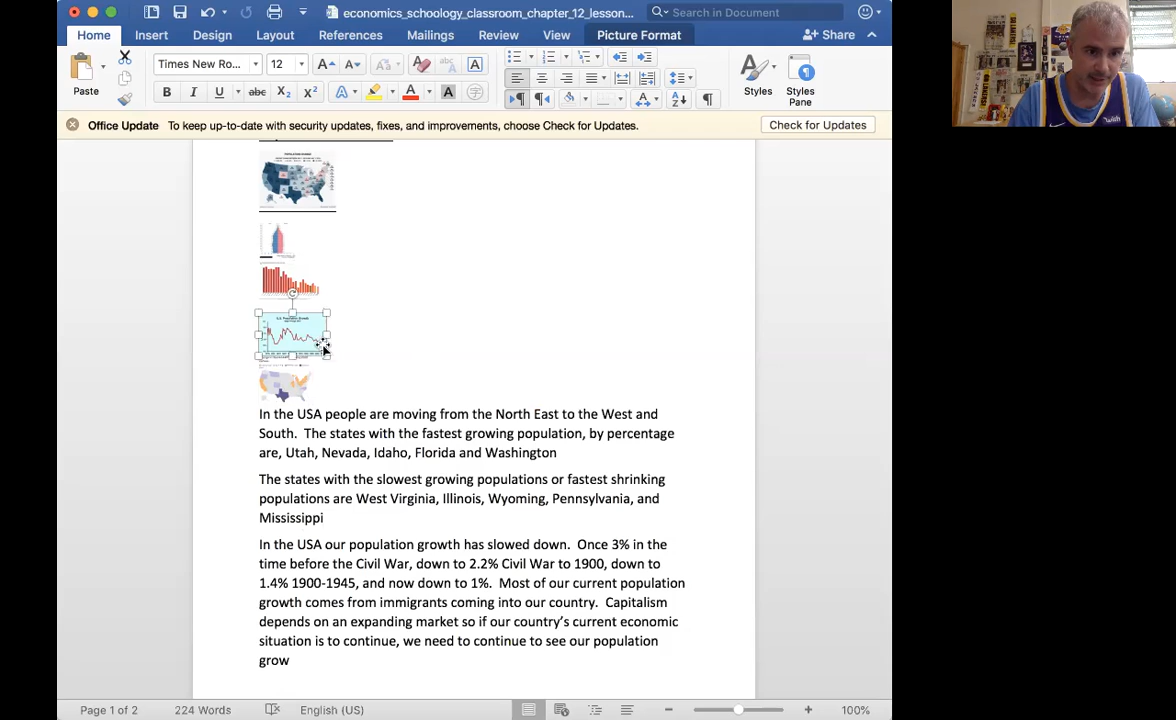 economics_schoology_classroom_chapter_12_lesson...
Search in Document
Home Insert Design Layout References Mailings Review View Picture Format Share
Paste
Times New Ro... 12
Styles Styles Pane
Office Update To keep up-to-date with security updates, fixes, and improvements, choose Check for Updates. Check for Updates
In the USA people are moving from the North East to the West and
South. The states with the fastest growing population, by percentage
are, Utah, Nevada, Idaho, Florida and Washington
The states with the slowest growing populations or fastest shrinking
populations are West Virginia, Illinois, Wyoming, Pennsylvania, and
Mississippi
In the USA our population growth has slowed down. Once 3% in the
time before the Civil War, down to 2.2% Civil War to 1900, down to
1.4% 1900-1945, and now down to 1%. Most of our current population
growth comes from immigrants coming into our country. Capitalism
depends on an expanding market so if our country's current economic
situation is to continue, we need to continue to see our population
grow
Page 1 of 2 224 Words English (US) 100%